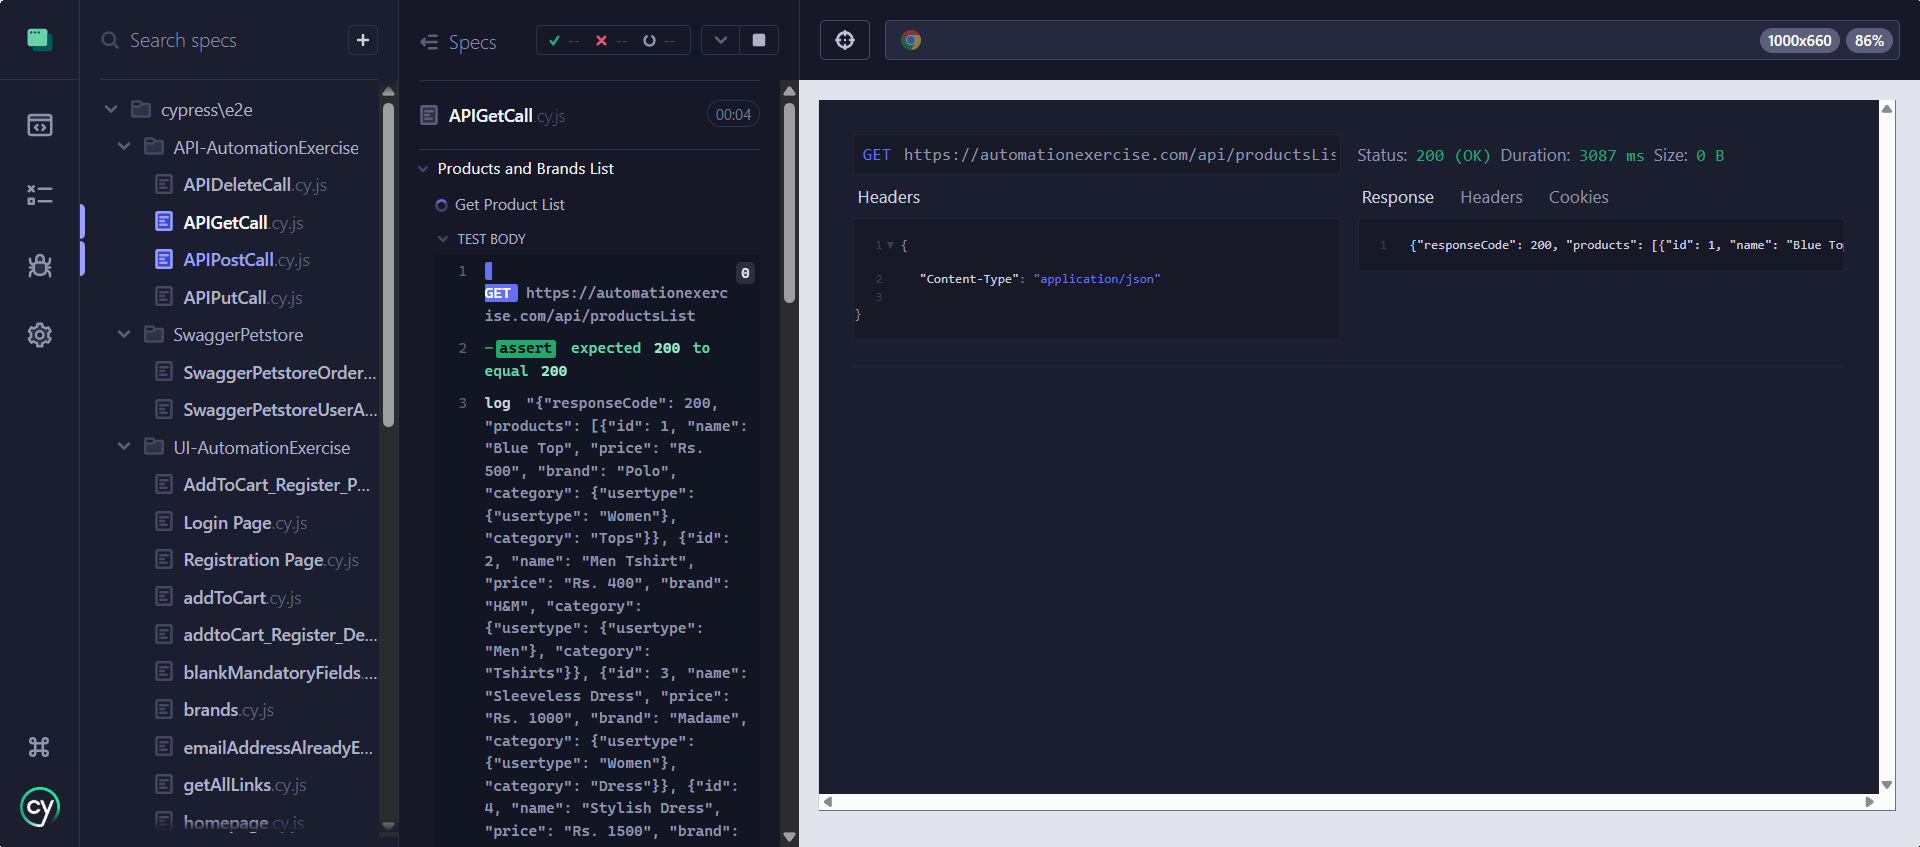 Search specs
+
cypress\e2e
API-AutomationExercise
APIDeleteCall.cy.js
APIGetCall.cy.js
APIPostCall.cy.js
APIPutCall.cy.js
SwaggerPetstore
SwaggerPetstoreOrder...
SwaggerPetstoreUserA...
UI-AutomationExercise
AddToCart_Register_P...
Login Page.cy.js
Registration Page.cy.js
addToCart.cy.js
addtoCart_Register_De...
blankMandatoryFields....
brands.cy.js
emailAddressAlreadyE...
getAllLinks.cy.js
homepage.cy.js
cy
Specs
-- -- --
APIGetCall.cy.js 00:04
Products and Brands List
Get Product List
TEST BODY
1 0
GET https://automationexerc
ise.com/api/productsList
2 -assert expected 200 to
equal 200
3 log "{"responseCode": 200,
"products": [{"id": 1, "name":
"Blue Top", "price": "Rs.
500", "brand": "Polo",
"category": {"usertype":
{"usertype": "Women"},
"category": "Tops"}}, {"id":
2, "name": "Men Tshirt",
"price": "Rs. 400", "brand":
"H&M", "category":
{"usertype": {"usertype":
"Men"}, "category":
"Tshirts"}}, {"id": 3, "name":
"Sleeveless Dress", "price":
"Rs. 1000", "brand": "Madame",
"category": {"usertype":
{"usertype": "Women"},
"category": "Dress"}}, {"id":
4, "name": "Stylish Dress",
"price": "Rs. 1500", "brand":
1000x660 86%
GET https://automationexercise.com/api/productsLis
Status: 200 (OK) Duration: 3087 ms Size: 0 B
Headers
1 {
2 "Content-Type": "application/json"
3
}
Response Headers Cookies
1 {"responseCode": 200, "products": [{"id": 1, "name": "Blue To